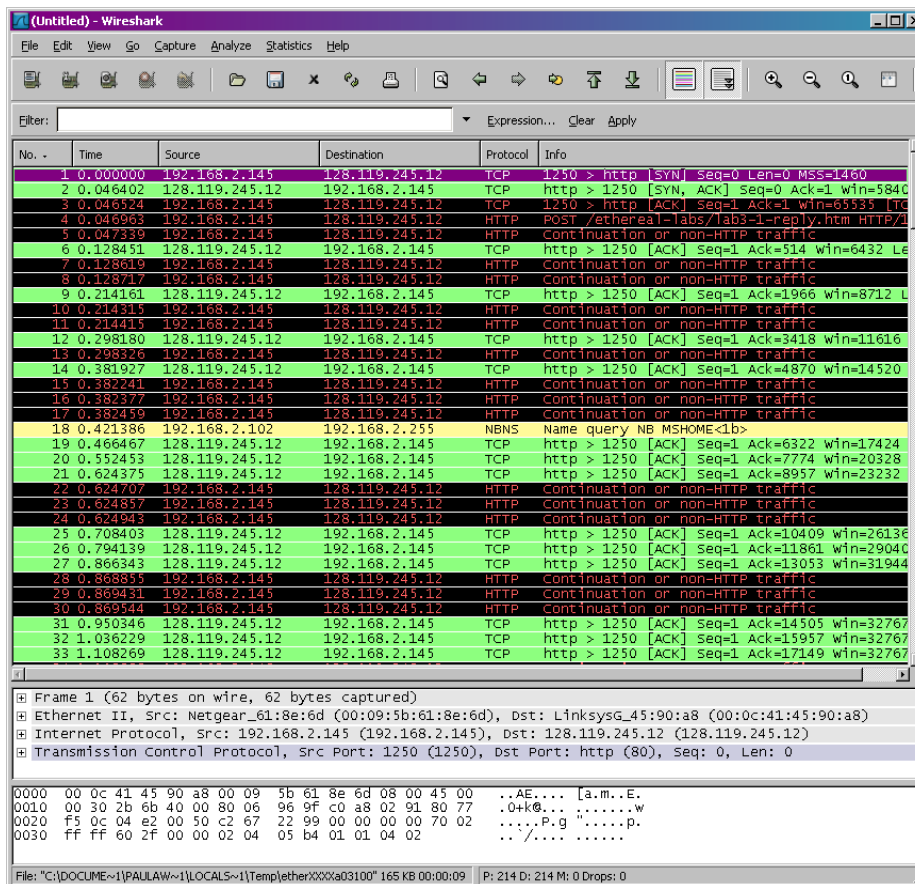 (Untitled) - Wireshark
File Edit View Go Capture Analyze Statistics Help
Filter: Expression... Clear Apply
No. - Time Source Destination Protocol Info
1 0.000000 192.168.2.145 128.119.245.12 TCP 1250 > http [SYN] Seq=0 Len=0 MSS=1460
2 0.046402 128.119.245.12 192.168.2.145 TCP http > 1250 [SYN, ACK] Seq=0 Ack=1 Win=5840
3 0.046524 192.168.2.145 128.119.245.12 TCP 1250 > http [ACK] Seq=1 Ack=1 Win=65535 [TC
4 0.046963 192.168.2.145 128.119.245.12 HTTP POST /ethereal-labs/lab3-1-reply.htm HTTP/1
5 0.047339 192.168.2.145 128.119.245.12 HTTP Continuation or non-HTTP traffic
6 0.128451 128.119.245.12 192.168.2.145 TCP http > 1250 [ACK] Seq=1 Ack=514 Win=6432 Le
7 0.128619 192.168.2.145 128.119.245.12 HTTP Continuation or non-HTTP traffic
8 0.128717 192.168.2.145 128.119.245.12 HTTP Continuation or non-HTTP traffic
9 0.214161 128.119.245.12 192.168.2.145 TCP http > 1250 [ACK] Seq=1 Ack=1966 Win=8712 L
10 0.214315 192.168.2.145 128.119.245.12 HTTP Continuation or non-HTTP traffic
11 0.214415 192.168.2.145 128.119.245.12 HTTP Continuation or non-HTTP traffic
12 0.298180 128.119.245.12 192.168.2.145 TCP http > 1250 [ACK] Seq=1 Ack=3418 Win=11616
13 0.298326 192.168.2.145 128.119.245.12 HTTP Continuation or non-HTTP traffic
14 0.381927 128.119.245.12 192.168.2.145 TCP http > 1250 [ACK] Seq=1 Ack=4870 Win=14520
15 0.382241 192.168.2.145 128.119.245.12 HTTP Continuation or non-HTTP traffic
16 0.382377 192.168.2.145 128.119.245.12 HTTP Continuation or non-HTTP traffic
17 0.382459 192.168.2.145 128.119.245.12 HTTP Continuation or non-HTTP traffic
18 0.421386 192.168.2.102 192.168.2.255 NBNS Name query NB MSHOME<1b>
19 0.466467 128.119.245.12 192.168.2.145 TCP http > 1250 [ACK] Seq=1 Ack=6322 Win=17424
20 0.552453 128.119.245.12 192.168.2.145 TCP http > 1250 [ACK] Seq=1 Ack=7774 Win=20328
21 0.624375 128.119.245.12 192.168.2.145 TCP http > 1250 [ACK] Seq=1 Ack=8957 Win=23232
22 0.624707 192.168.2.145 128.119.245.12 HTTP Continuation or non-HTTP traffic
23 0.624857 192.168.2.145 128.119.245.12 HTTP Continuation or non-HTTP traffic
24 0.624943 192.168.2.145 128.119.245.12 HTTP Continuation or non-HTTP traffic
25 0.708403 128.119.245.12 192.168.2.145 TCP http > 1250 [ACK] Seq=1 Ack=10409 Win=26136
26 0.794139 128.119.245.12 192.168.2.145 TCP http > 1250 [ACK] Seq=1 Ack=11861 Win=29040
27 0.866343 128.119.245.12 192.168.2.145 TCP http > 1250 [ACK] Seq=1 Ack=13053 Win=31944
28 0.868855 192.168.2.145 128.119.245.12 HTTP Continuation or non-HTTP traffic
29 0.869431 192.168.2.145 128.119.245.12 HTTP Continuation or non-HTTP traffic
30 0.869544 192.168.2.145 128.119.245.12 HTTP Continuation or non-HTTP traffic
31 0.950346 128.119.245.12 192.168.2.145 TCP http > 1250 [ACK] Seq=1 Ack=14505 Win=32767
32 1.036229 128.119.245.12 192.168.2.145 TCP http > 1250 [ACK] Seq=1 Ack=15957 Win=32767
33 1.108269 128.119.245.12 192.168.2.145 TCP http > 1250 [ACK] Seq=1 Ack=17149 Win=32767
Frame 1 (62 bytes on wire, 62 bytes captured)
Ethernet II, Src: Netgear_61:8e:6d (00:09:5b:61:8e:6d), Dst: LinksysG_45:90:a8 (00:0c:41:45:90:a8)
Internet Protocol, Src: 192.168.2.145 (192.168.2.145), Dst: 128.119.245.12 (128.119.245.12)
Transmission Control Protocol, Src Port: 1250 (1250), Dst Port: http (80), Seq: 0, Len: 0
0000 00 0c 41 45 90 a8 00 09 5b 61 8e 6d 08 00 45 00 ..AE.... [a.m..E.
0010 00 30 2b 6b 40 00 80 06 96 9f c0 a8 02 91 80 77 .0+k@... .......w
0020 f5 0c 04 e2 00 50 c2 67 22 99 00 00 00 00 70 02 .....P.g ".....p.
0030 ff ff 60 2f 00 00 02 04 05 b4 01 01 04 02 ..`/.... ......
File: "C:\DOCUME~1\PAULAW~1\LOCALS~1\Temp\etherXXXXa03100" 165 KB 00:00:09 P: 214 D: 214 M: 0 Drops: 0